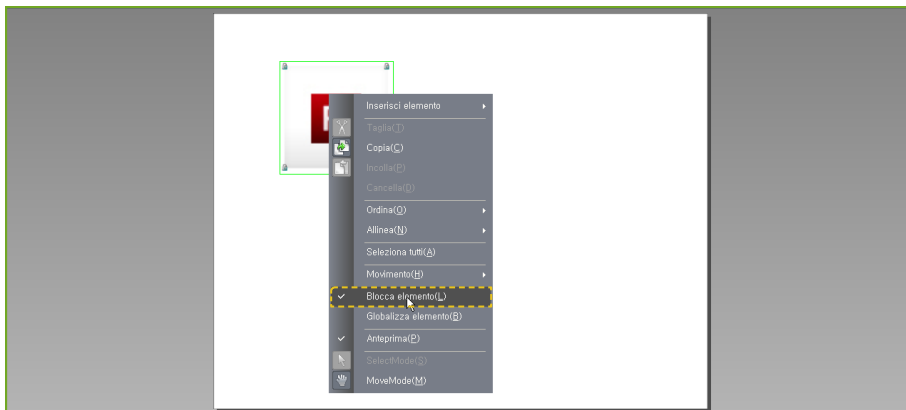 Inserisci elemento
Taglia(T)
Copia(C)
Incolla(P)
Cancella(D)
Ordina(O)
Allinea(N)
Seleziona tutti(A)
Movimento(H)
Blocca elemento(L)
Globalizza elemento(B)
Anteprima(P)
SelectMode(S)
MoveMode(M)